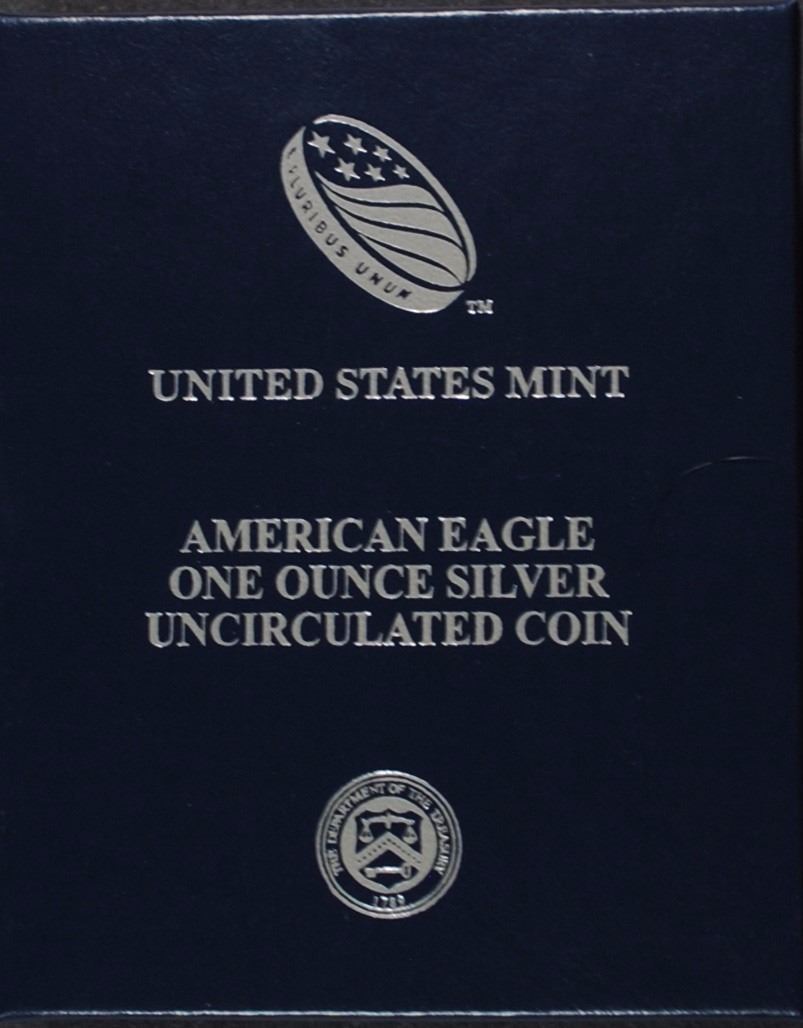 E PLURIBUS UNUM
TM
UNITED STATES MINT
AMERICAN EAGLE
ONE OUNCE SILVER
UNCIRCULATED COIN
THE DEPARTMENT OF THE TREASURY
1789